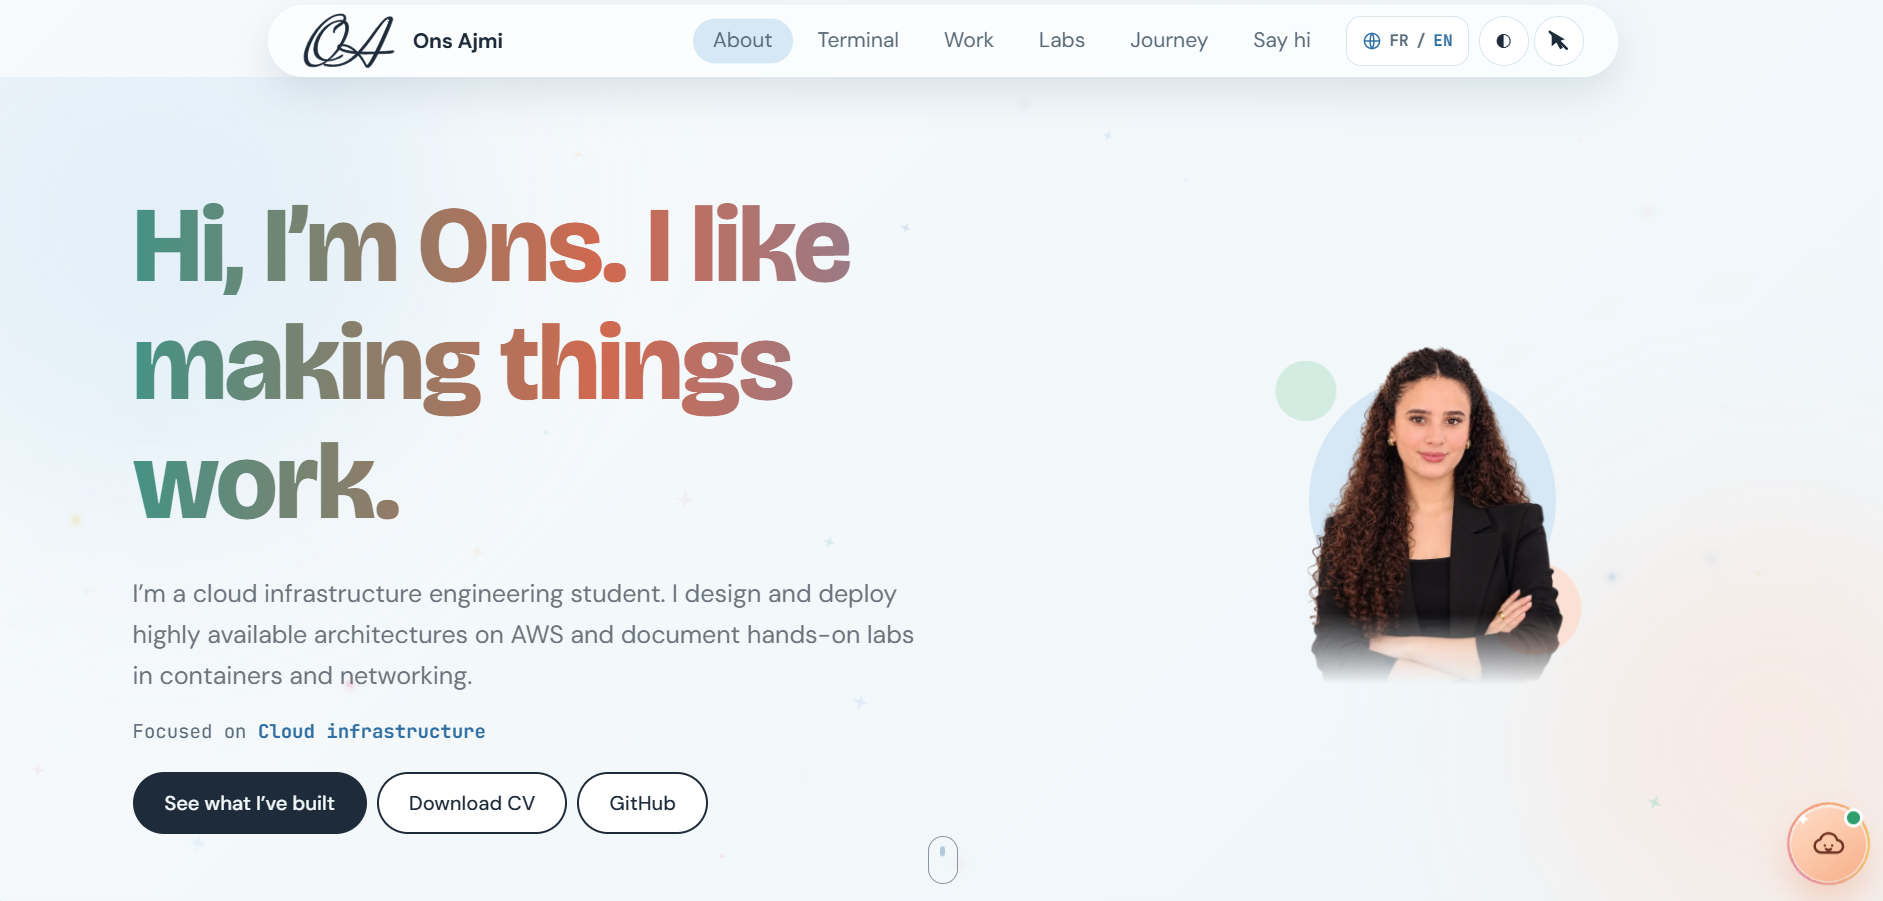 OA
Ons Ajmi
About
Terminal
Work
Labs
Journey
Say hi
FR / EN
Hi, I’m Ons. I like
making things
work.
I’m a cloud infrastructure engineering student. I design and deploy
highly available architectures on AWS and document hands-on labs
in containers and networking.
Focused on Cloud infrastructure
See what I’ve built
Download CV
GitHub